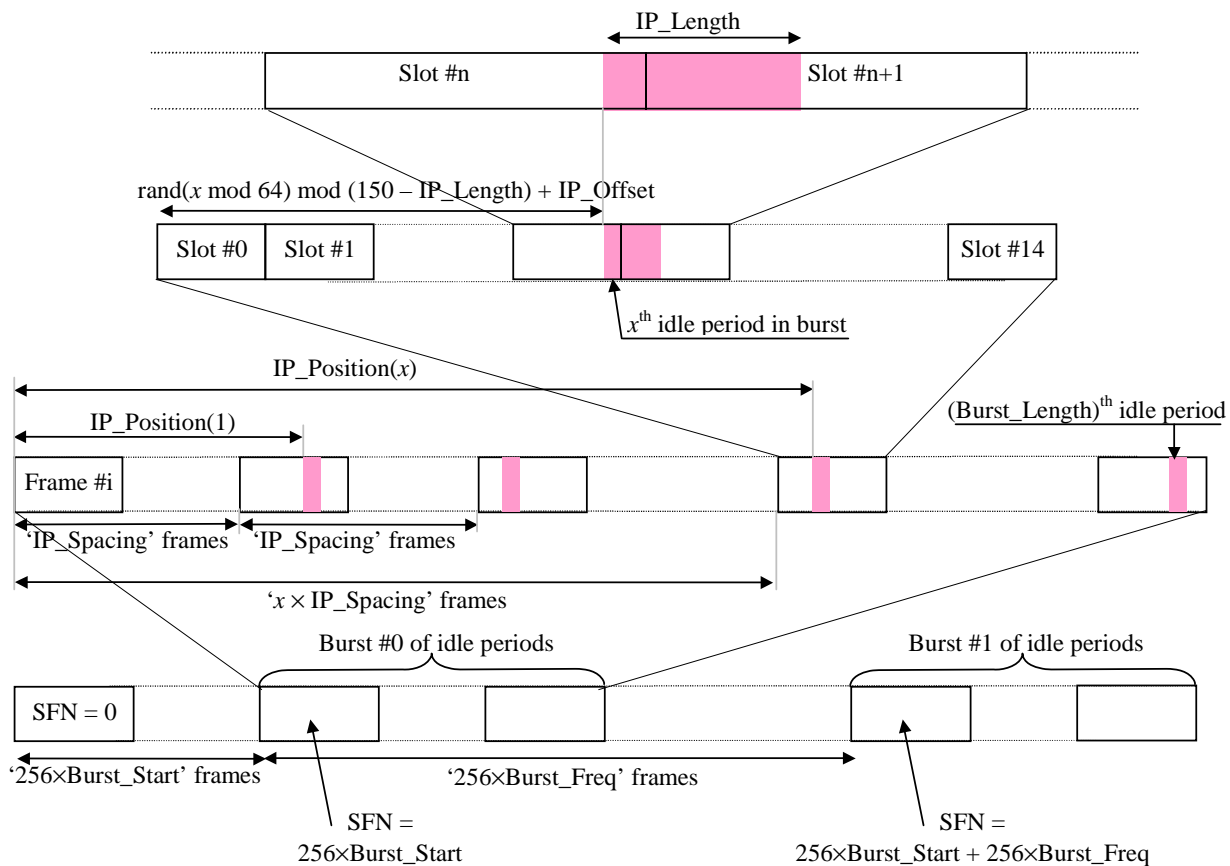 IP_Length
Slot #n
Slot #n+1
rand(x mod 64) mod (150 – IP_Length) + IP_Offset
Slot #0
Slot #1
Slot #14
xth idle period in burst
IP_Position(x)
IP_Position(1)
(Burst_Length)th idle period
Frame #i
‘IP_Spacing’ frames
‘IP_Spacing’ frames
‘x × IP_Spacing’ frames
Burst #0 of idle periods
Burst #1 of idle periods
SFN = 0
‘256×Burst_Start’ frames
‘256×Burst_Freq’ frames
SFN =
256×Burst_Start
SFN =
256×Burst_Start + 256×Burst_Freq